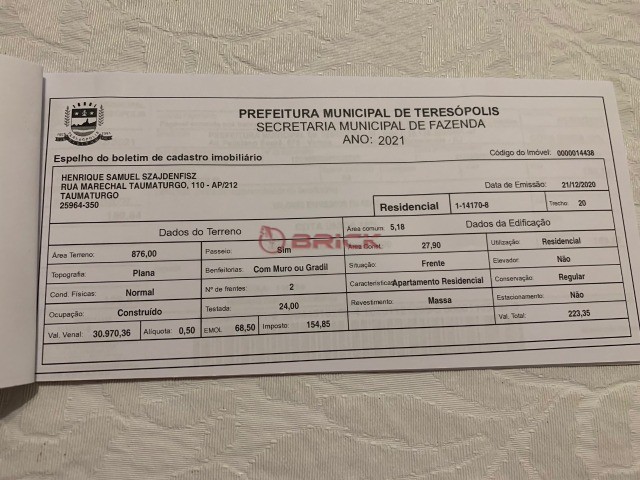 PREFEITURA MUNICIPAL DE TERESÓPOLIS
SECRETARIA MUNICIPAL DE FAZENDA
ANO: 2021
Espelho do boletim de cadastro imobiliário
Código do Imóvel: 0000014438
HENRIQUE SAMUEL SZAJDENFISZ
RUA MARECHAL TAUMATURGO, 110 - AP/212
TAUMATURGO
25964-350
Data de Emissão: 21/12/2020
Residencial 1-14170-8 Trecho: 20
Dados do Terreno
Área comum: 5,18 Dados da Edificação
BRICK
Área Terreno: 876,00 Passeio: Sim Área Const. 27,90 Utilização: Residencial
Topografia: Plana Benfeitorias: Com Muro ou Gradil Situação: Frente Elevador: Não
Cond. Físicas: Normal Nº de frentes: 2 Características: Apartamento Residencial Conservação: Regular
Ocupação: Construído Testada: 24,00 Revestimento: Massa Estacionamento: Não
Val. Venal: 30.970,36 Alíquota: 0,50 EMOL 68,50 Imposto: 154,85 Val. Total: 223,35